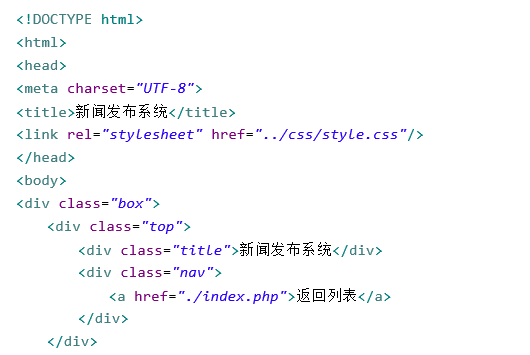 <!DOCTYPE html>
<html>
<head>
<meta charset="UTF-8">
<title>新闻发布系统</title>
<link rel="stylesheet" href="../css/style.css"/>
</head>
<body>
<div class="box">
<div class="top">
<div class="title">新闻发布系统</div>
<div class="nav">
<a href="./index.php">返回列表</a>
</div>
</div>